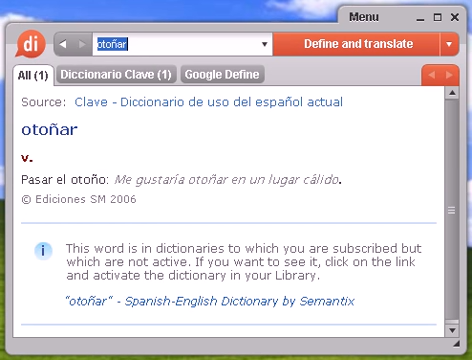 Menu
di
otoñar
Define and translate
All (1)
Diccionario Clave (1)
Google Define
Source: Clave - Diccionario de uso del español actual
otoñar
v.
Pasar el otoño: Me gustaría otoñar en un lugar cálido.
© Ediciones SM 2006
i
This word is in dictionaries to which you are subscribed but
which are not active. If you want to see it, click on the link
and activate the dictionary in your Library.
"otoñar" - Spanish-English Dictionary by Semantix